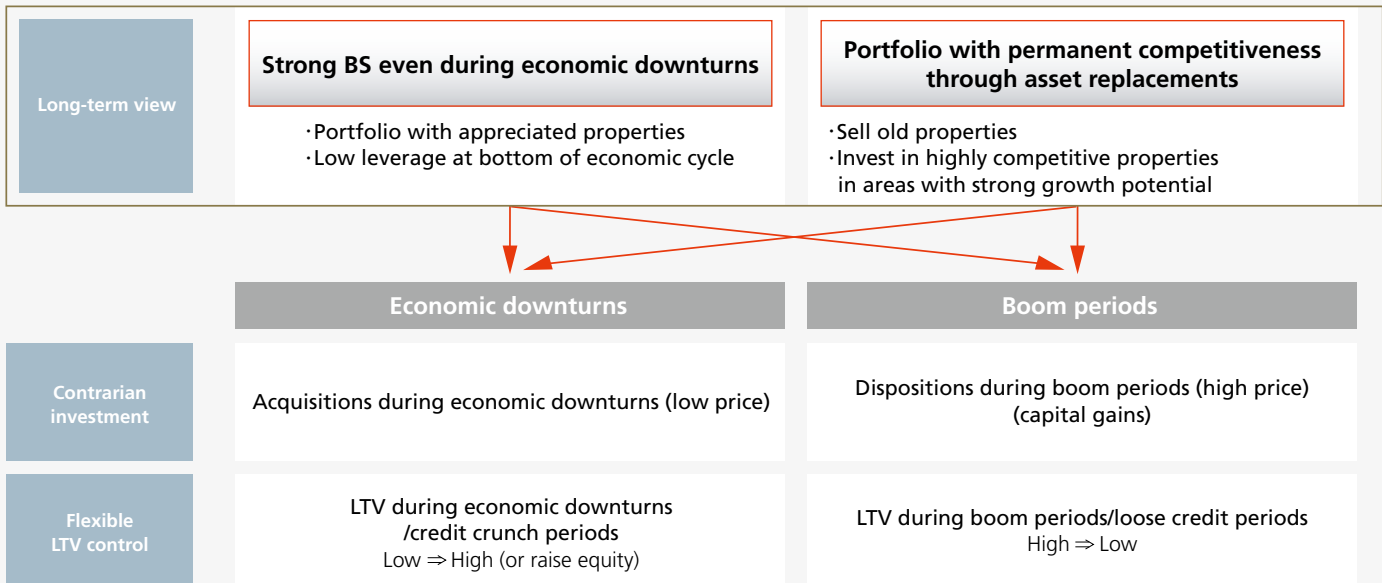 Long-term view
Strong BS even during economic downturns
·Portfolio with appreciated properties
·Low leverage at bottom of economic cycle
Portfolio with permanent competitiveness
through asset replacements
·Sell old properties
·Invest in highly competitive properties
in areas with strong growth potential
Economic downturns
Boom periods
Contrarian
investment
Acquisitions during economic downturns (low price)
Dispositions during boom periods (high price)
(capital gains)
Flexible
LTV control
LTV during economic downturns
/credit crunch periods
Low ⇒ High (or raise equity)
LTV during boom periods/loose credit periods
High ⇒ Low